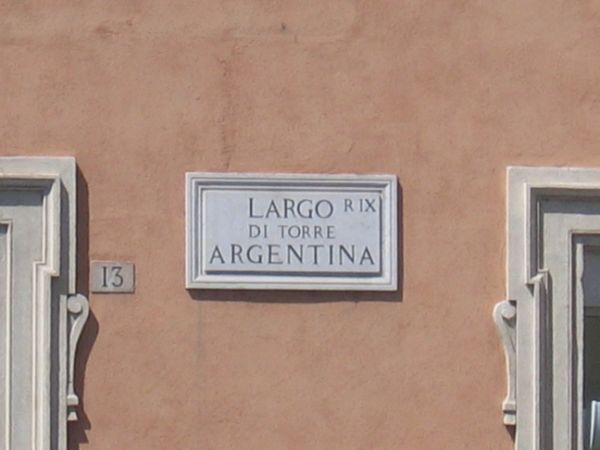 LARGO R IX
DI TORRE
ARGENTINA
13